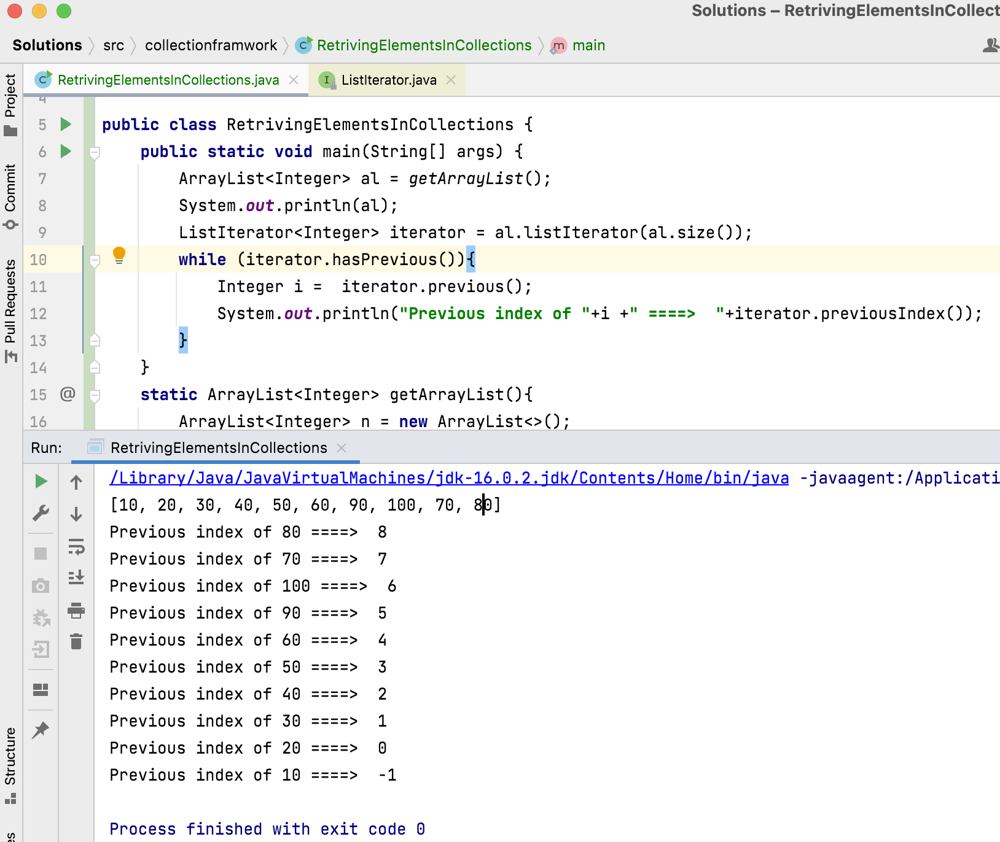 Solutions – RetrivingElementsInCollect
Solutions src collectionframwork RetrivingElementsInCollections main
RetrivingElementsInCollections.java ListIterator.java
Project
Commit
Pull Requests
Structure
4
5 public class RetrivingElementsInCollections {
6 public static void main(String[] args) {
7 ArrayList<Integer> al = getArrayList();
8 System.out.println(al);
9 ListIterator<Integer> iterator = al.listIterator(al.size());
10 while (iterator.hasPrevious()){
11 Integer i =  iterator.previous();
12 System.out.println("Previous index of "+i +" ====>  "+iterator.previousIndex());
13 }
14 }
15 @ static ArrayList<Integer> getArrayList(){
16 ArrayList<Integer> n = new ArrayList<>();
Run: RetrivingElementsInCollections
/Library/Java/JavaVirtualMachines/jdk-16.0.2.jdk/Contents/Home/bin/java -javaagent:/Applicati
[10, 20, 30, 40, 50, 60, 90, 100, 70, 80]
Previous index of 80 ====>  8
Previous index of 70 ====>  7
Previous index of 100 ====>  6
Previous index of 90 ====>  5
Previous index of 60 ====>  4
Previous index of 50 ====>  3
Previous index of 40 ====>  2
Previous index of 30 ====>  1
Previous index of 20 ====>  0
Previous index of 10 ====>  -1
Process finished with exit code 0